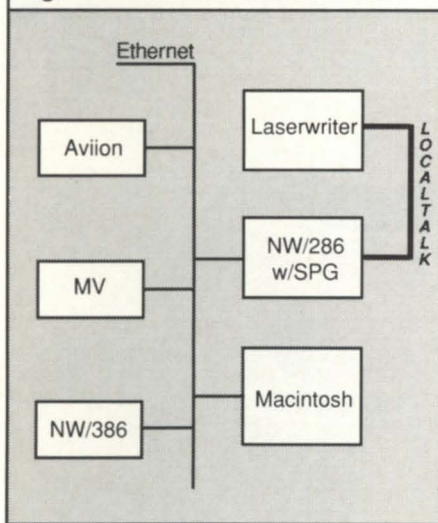 Ethernet
Aviion
MV
NW/386
Laserwriter
NW/286
w/SPG
Macintosh
LOCALTALK